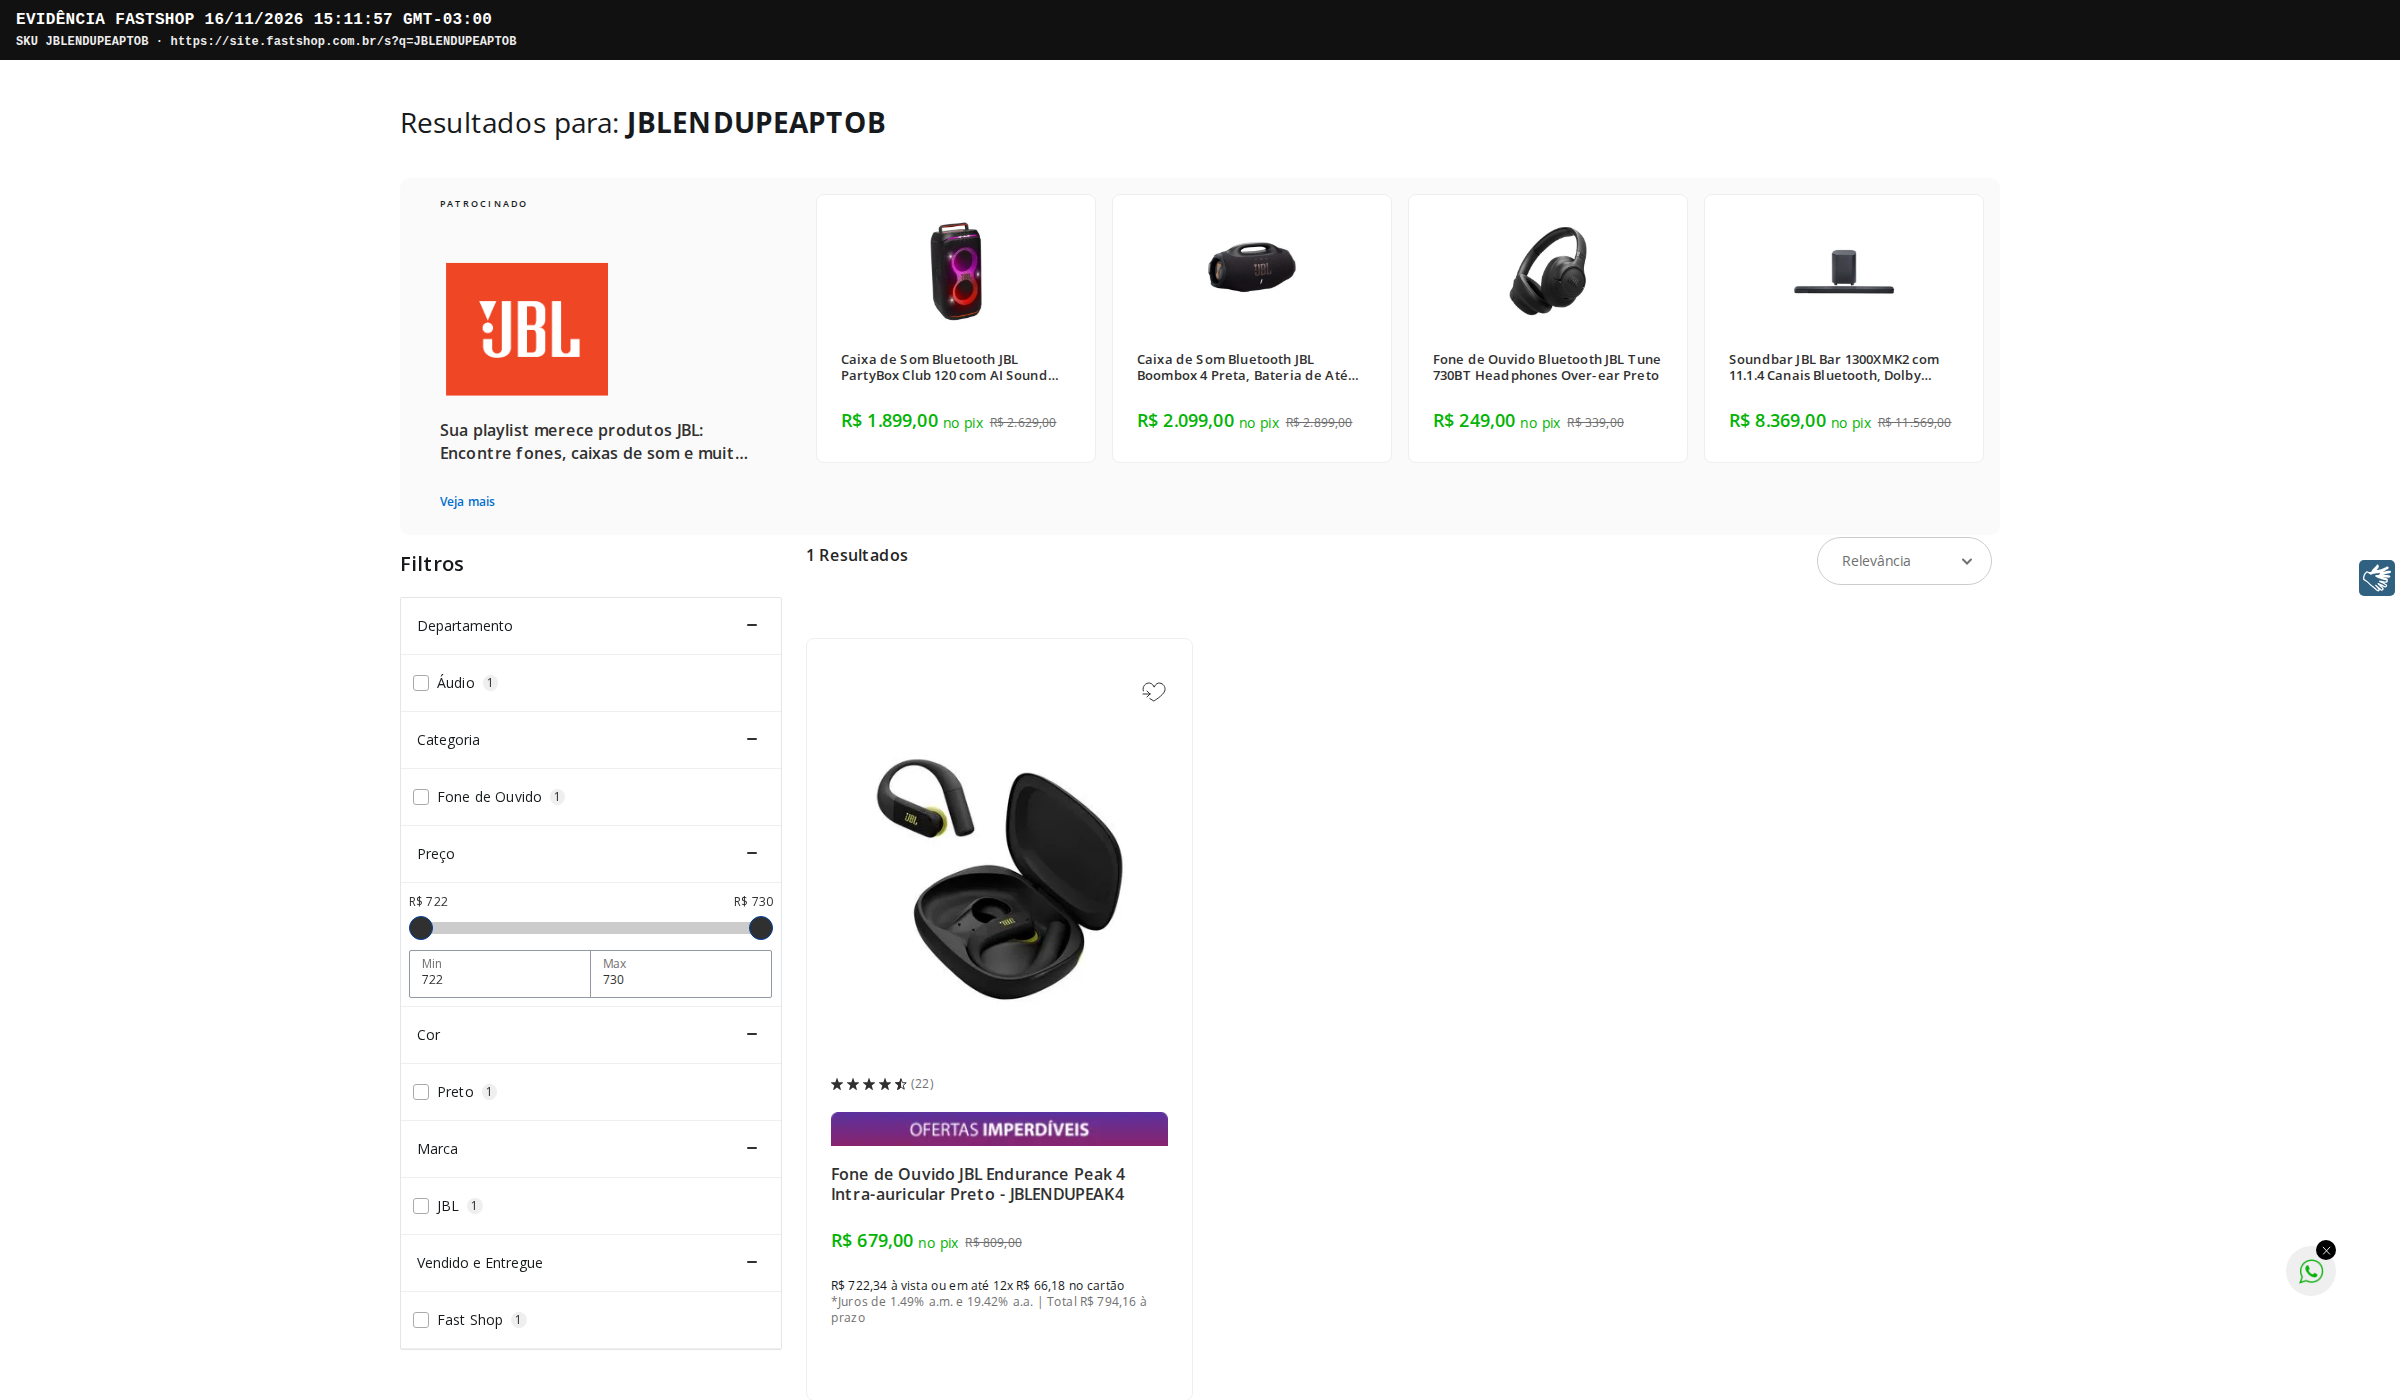 EVIDÊNCIA FASTSHOP 16/11/2026 15:11:57 GMT-03:00
SKU JBLENDUPEAPTOB · https://site.fastshop.com.br/s?q=JBLENDUPEAPTOB
Resultados para: JBLENDUPEAPTOB
PATROCINADO
JBL
Sua playlist merece produtos JBL:
Encontre fones, caixas de som e muit...
Veja mais
Caixa de Som Bluetooth JBL
PartyBox Club 120 com AI Sound...
R$ 1.899,00 no pix R$ 2.629,00
Caixa de Som Bluetooth JBL
Boombox 4 Preta, Bateria de Até...
R$ 2.099,00 no pix R$ 2.899,00
Fone de Ouvido Bluetooth JBL Tune
730BT Headphones Over-ear Preto
R$ 249,00 no pix R$ 339,00
Soundbar JBL Bar 1300XMK2 com
11.1.4 Canais Bluetooth, Dolby...
R$ 8.369,00 no pix R$ 11.569,00
Filtros
Departamento
Áudio 1
Categoria
Fone de Ouvido 1
Preço
R$ 722 R$ 730
Min Max
722 730
Cor
Preto 1
Marca
JBL 1
Vendido e Entregue
Fast Shop 1
1 Resultados
Relevância
(22)
OFERTAS IMPERDÍVEIS
Fone de Ouvido JBL Endurance Peak 4
Intra-auricular Preto - JBLENDUPEAK4
R$ 679,00 no pix R$ 809,00
R$ 722,34 à vista ou em até 12x R$ 66,18 no cartão
*Juros de 1.49% a.m. e 19.42% a.a. | Total R$ 794,16 à
prazo